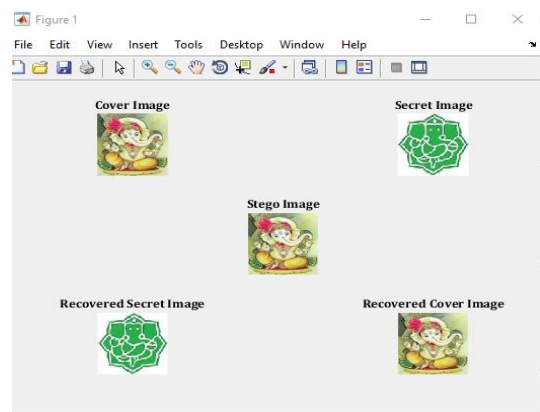 Figure 1
File Edit View Insert Tools Desktop Window Help
Cover Image
Secret Image
Stego Image
Recovered Secret Image
Recovered Cover Image